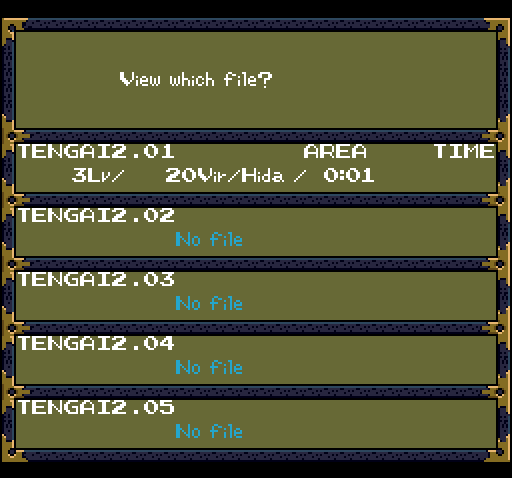 View which file?
TENGAI2.01 AREA TIME
3Lv/ 20Vir/Hida / 0:01
TENGAI2.02
No file
TENGAI2.03
No file
TENGAI2.04
No file
TENGAI2.05
No file